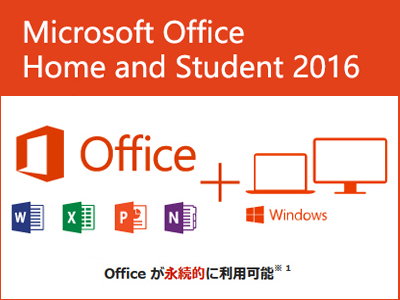 Microsoft Office
Home and Student 2016
Office
W X P N
Windows
Office が永続的に利用可能※ 1